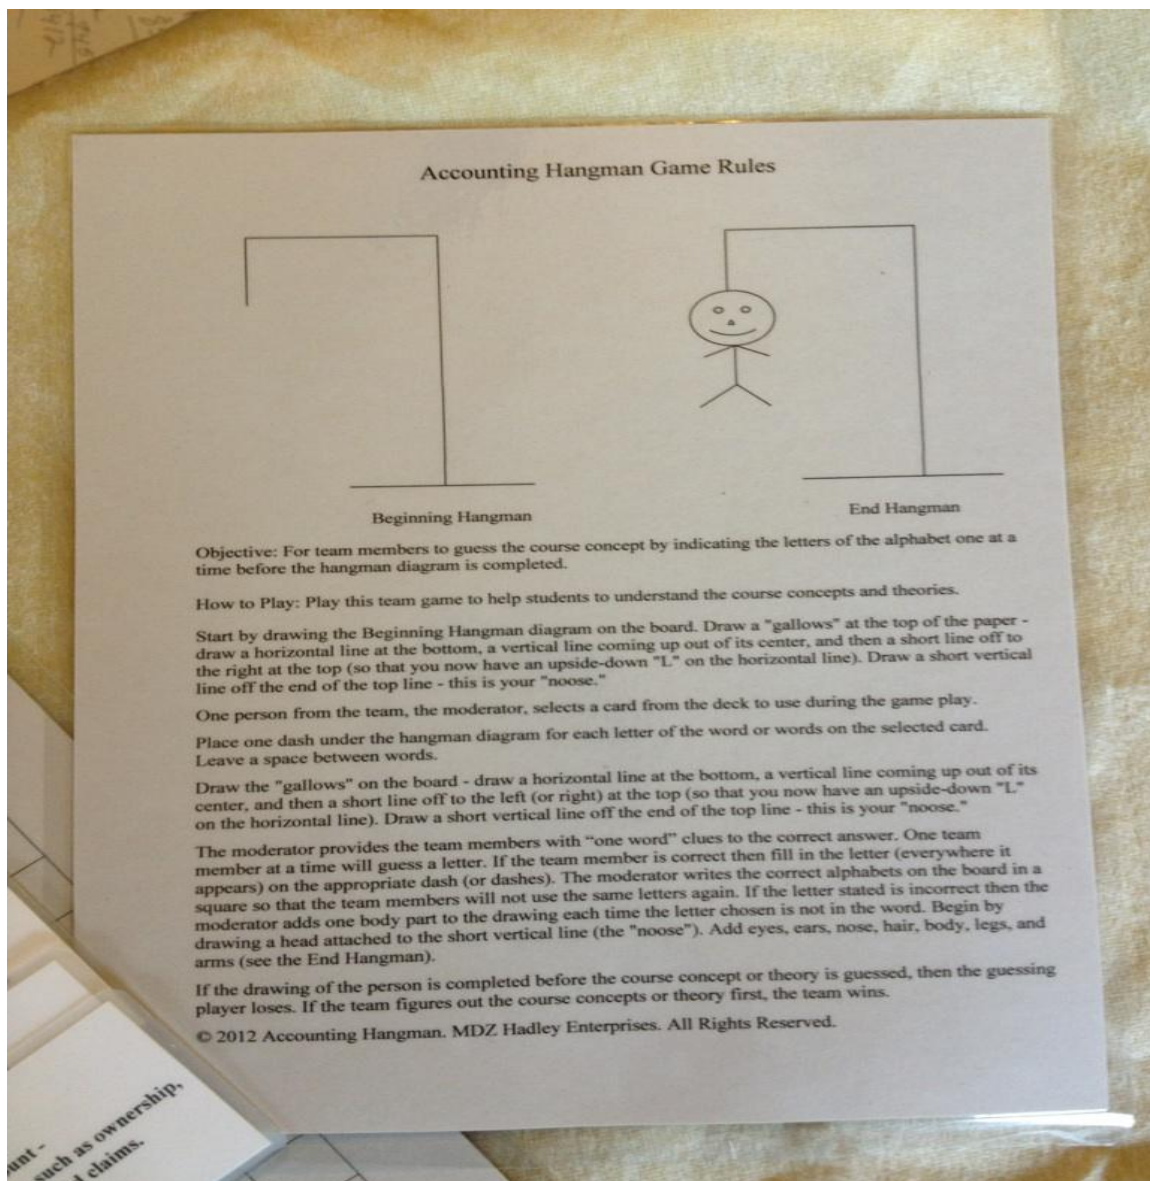 Accounting Hangman Game Rules
Beginning Hangman
End Hangman
Objective: For team members to guess the course concept by indicating the letters of the alphabet one at a
time before the hangman diagram is completed.
How to Play: Play this team game to help students to understand the course concepts and theories.
Start by drawing the Beginning Hangman diagram on the board. Draw a "gallows" at the top of the paper -
draw a horizontal line at the bottom, a vertical line coming up out of its center, and then a short line off to
the right at the top (so that you now have an upside-down "L" on the horizontal line). Draw a short vertical
line off the end of the top line - this is your "noose."
One person from the team, the moderator, selects a card from the deck to use during the game play.
Place one dash under the hangman diagram for each letter of the word or words on the selected card.
Leave a space between words.
Draw the "gallows" on the board - draw a horizontal line at the bottom, a vertical line coming up out of its
center, and then a short line off to the left (or right) at the top (so that you now have an upside-down "L"
on the horizontal line). Draw a short vertical line off the end of the top line - this is your "noose."
The moderator provides the team members with “one word” clues to the correct answer. One team
member at a time will guess a letter. If the team member is correct then fill in the letter (everywhere it
appears) on the appropriate dash (or dashes). The moderator writes the correct alphabets on the board in a
square so that the team members will not use the same letters again. If the letter stated is incorrect then the
moderator adds one body part to the drawing each time the letter chosen is not in the word. Begin by
drawing a head attached to the short vertical line (the "noose"). Add eyes, ears, nose, hair, body, legs, and
arms (see the End Hangman).
If the drawing of the person is completed before the course concept or theory is guessed, then the guessing
player loses. If the team figures out the course concepts or theory first, the team wins.
© 2012 Accounting Hangman. MDZ Hadley Enterprises. All Rights Reserved.
unt -
such as ownership,
claims.